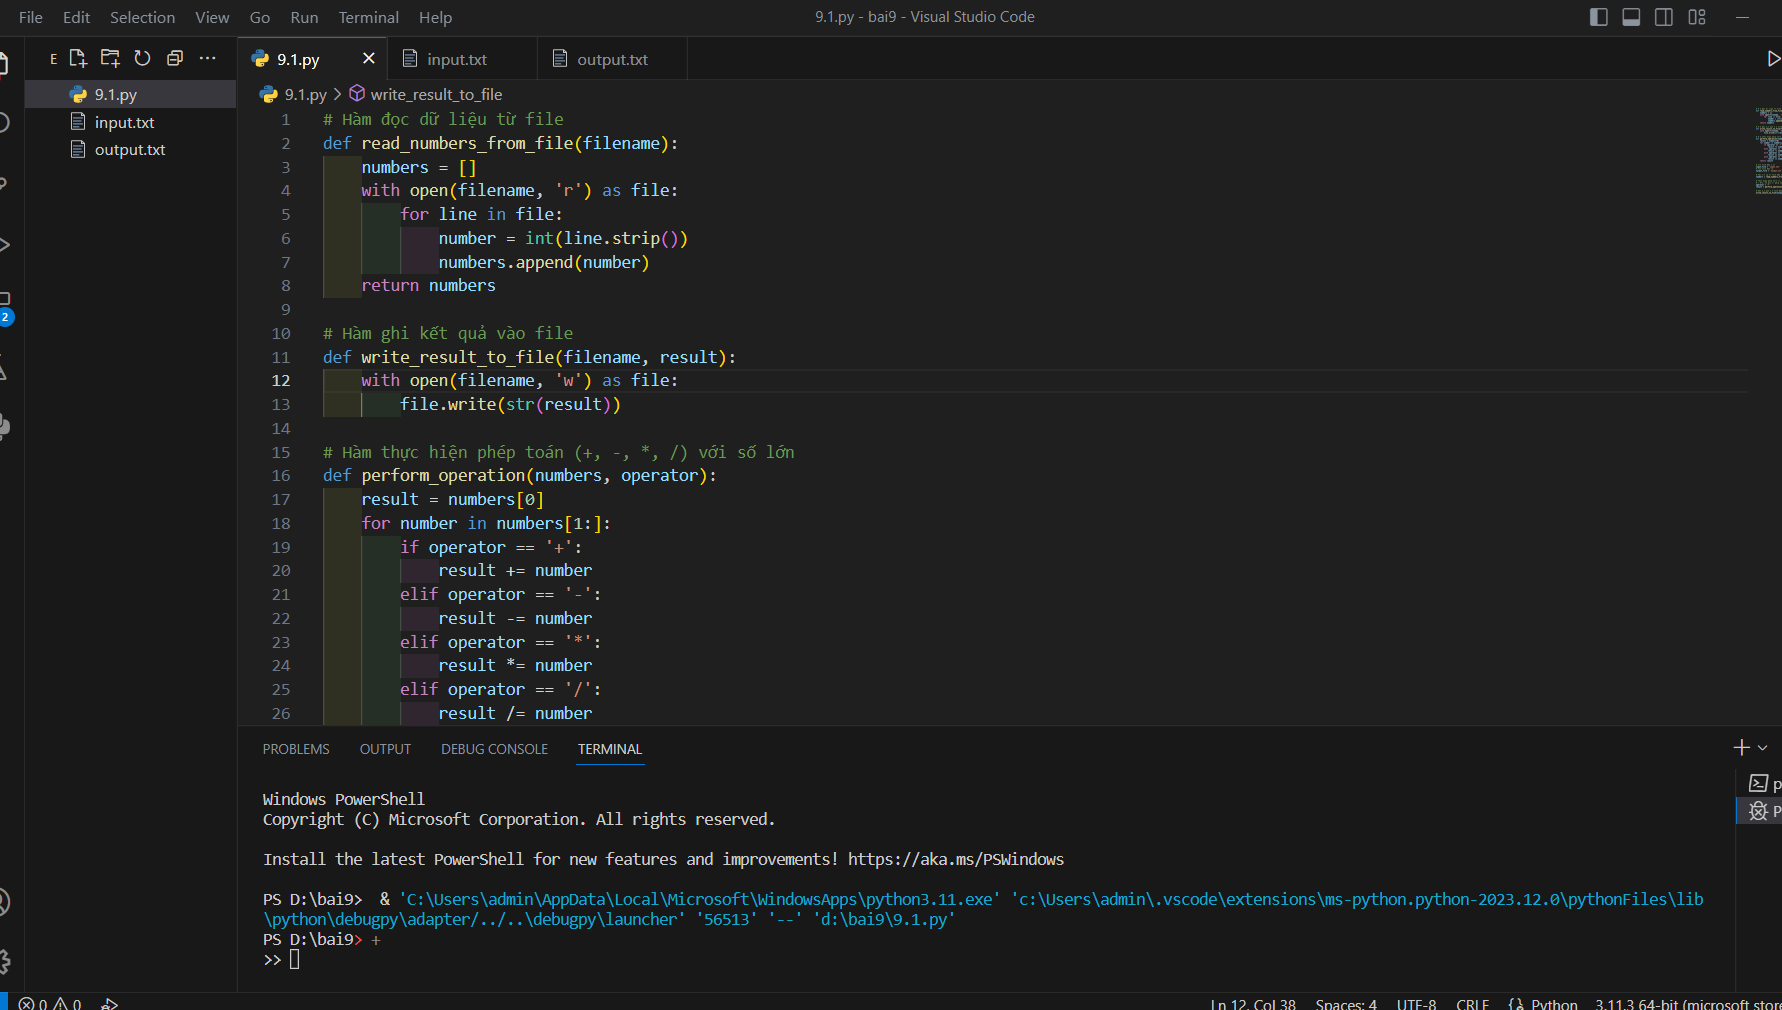 File Edit Selection View Go Run Terminal Help
9.1.py - bai9 - Visual Studio Code
E
9.1.py
input.txt
output.txt
9.1.py
input.txt
output.txt
9.1.py > write_result_to_file
1 # Hàm đọc dữ liệu từ file
2 def read_numbers_from_file(filename):
3 numbers = []
4 with open(filename, 'r') as file:
5 for line in file:
6 number = int(line.strip())
7 numbers.append(number)
8 return numbers
9
10 # Hàm ghi kết quả vào file
11 def write_result_to_file(filename, result):
12 with open(filename, 'w') as file:
13 file.write(str(result))
14
15 # Hàm thực hiện phép toán (+, -, *, /) với số lớn
16 def perform_operation(numbers, operator):
17 result = numbers[0]
18 for number in numbers[1:]:
19 if operator == '+':
20 result += number
21 elif operator == '-':
22 result -= number
23 elif operator == '*':
24 result *= number
25 elif operator == '/':
26 result /= number
2
PROBLEMS OUTPUT DEBUG CONSOLE TERMINAL
Windows PowerShell
Copyright (C) Microsoft Corporation. All rights reserved.
Install the latest PowerShell for new features and improvements! https://aka.ms/PSWindows
PS D:\bai9> & 'C:\Users\admin\AppData\Local\Microsoft\WindowsApps\python3.11.exe' 'c:\Users\admin\.vscode\extensions\ms-python.python-2023.12.0\pythonFiles\lib
\python\debugpy\adapter/../..\debugpy\launcher' '56513' '--' 'd:\bai9\9.1.py'
PS D:\bai9> +
>>
0 0
Ln 12, Col 38 Spaces: 4 UTF-8 CRLF Python 3.11.3 64-bit (microsoft store